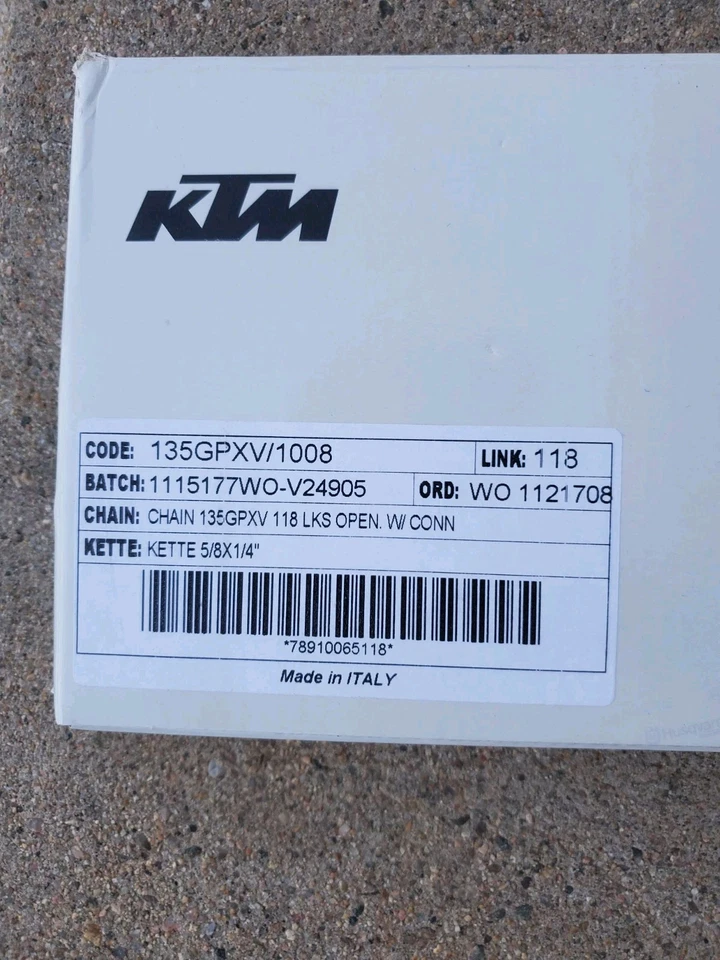 KTM
CODE: 135GPXV/1008 LINK: 118
BATCH: 1115177WO-V24905 ORD: WO 1121708
CHAIN: CHAIN 135GPXV 118 LKS OPEN. W/ CONN
KETTE: KETTE 5/8X1/4"
*78910065118*
Made in ITALY